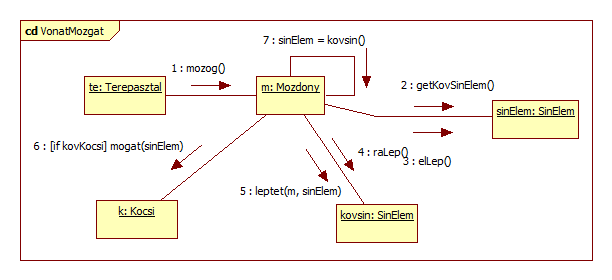 cd VonatMozgat
7 : sinElem = kovsin()
1 : mozog()
te: Terepasztal
m: Mozdony
2 : getKovSinElem()
sinElem: SinElem
6 : [if kovKocsi] mogat(sinElem)
4 : raLep()
3 : elLep()
5 : leptet(m, sinElem)
k: Kocsi
kovsin: SinElem